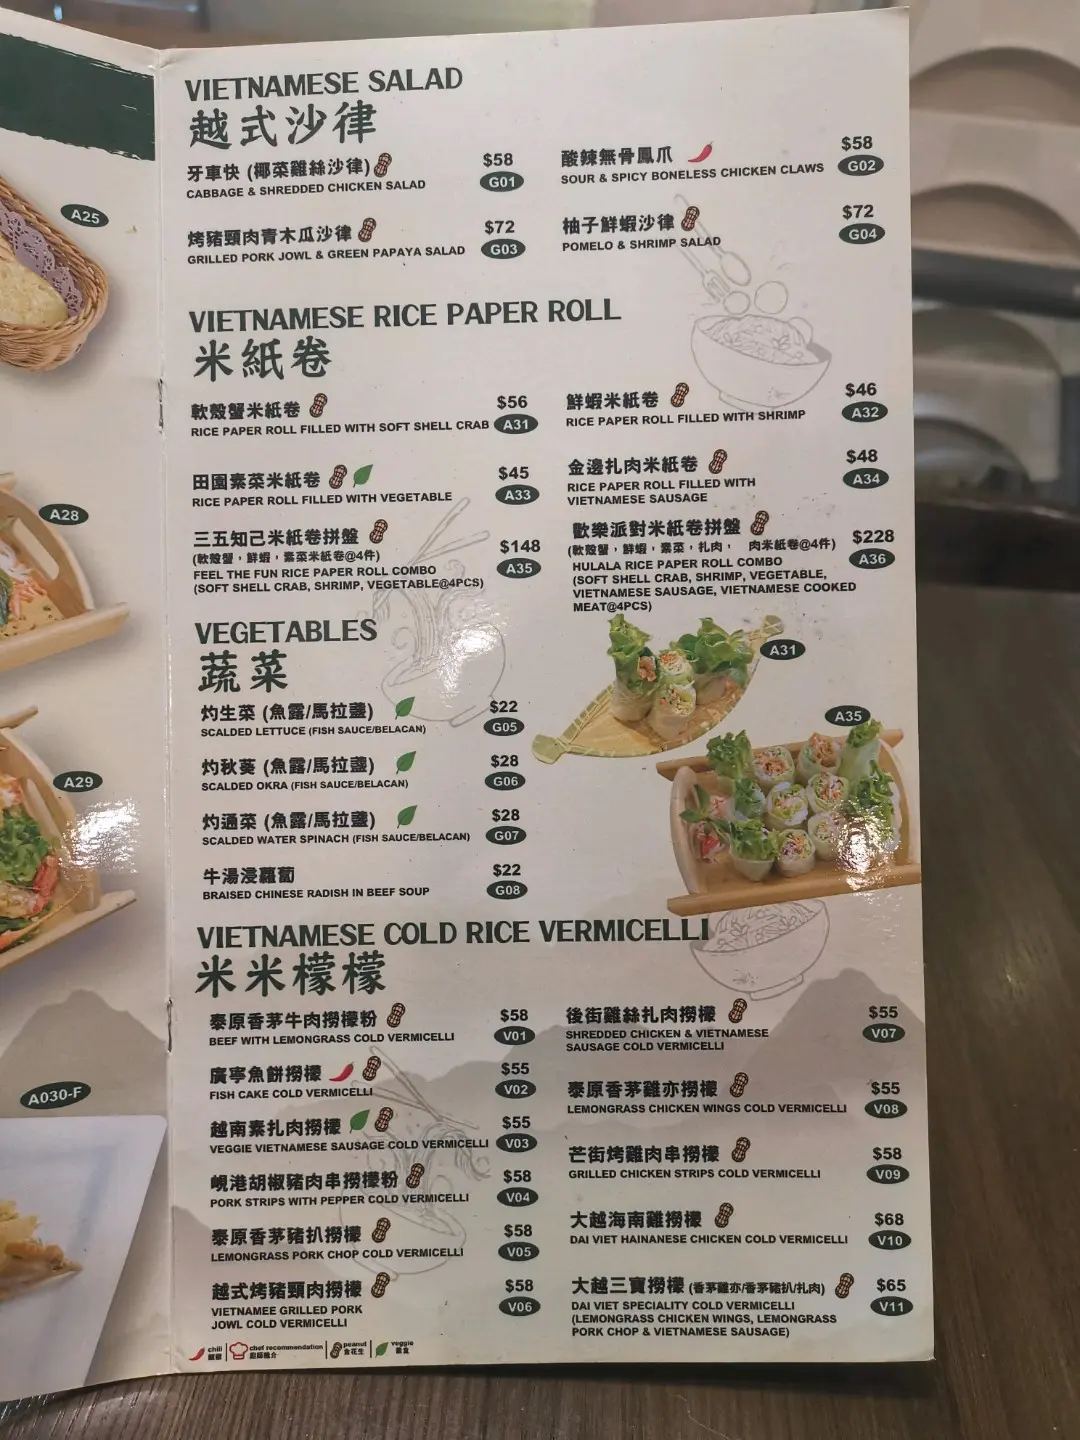 A25
A28
A29
A030-F
VIETNAMESE SALAD
越式沙律
牙車快 (椰菜雞絲沙律)
CABBAGE & SHREDDED CHICKEN SALAD
$58
G01
酸辣無骨鳳爪
SOUR & SPICY BONELESS CHICKEN CLAWS
$58
G02
烤豬頸肉青木瓜沙律
GRILLED PORK JOWL & GREEN PAPAYA SALAD
$72
G03
柚子鮮蝦沙律
POMELO & SHRIMP SALAD
$72
G04
VIETNAMESE RICE PAPER ROLL
米紙卷
軟殼蟹米紙卷
RICE PAPER ROLL FILLED WITH SOFT SHELL CRAB
$56
A31
鮮蝦米紙卷
RICE PAPER ROLL FILLED WITH SHRIMP
$46
A32
田園素菜米紙卷
RICE PAPER ROLL FILLED WITH VEGETABLE
$45
A33
金邊扎肉米紙卷
RICE PAPER ROLL FILLED WITH
VIETNAMESE SAUSAGE
$48
A34
三五知己米紙卷拼盤
(軟殼蟹，鮮蝦，素菜米紙卷@4件)
FEEL THE FUN RICE PAPER ROLL COMBO
(SOFT SHELL CRAB, SHRIMP, VEGETABLE@4PCS)
$148
A35
歡樂派對米紙卷拼盤
(軟殼蟹，鮮蝦，素菜，扎肉， 肉米紙卷@4件)
HULALA RICE PAPER ROLL COMBO
(SOFT SHELL CRAB, SHRIMP, VEGETABLE,
VIETNAMESE SAUSAGE, VIETNAMESE COOKED
MEAT@4PCS)
$228
A36
A31
A35
VEGETABLES
蔬菜
灼生菜 (魚露/馬拉盞)
SCALDED LETTUCE (FISH SAUCE/BELACAN)
$22
G05
灼秋葵 (魚露/馬拉盞)
SCALDED OKRA (FISH SAUCE/BELACAN)
$28
G06
灼通菜 (魚露/馬拉盞)
SCALDED WATER SPINACH (FISH SAUCE/BELACAN)
$28
G07
牛湯浸蘿蔔
BRAISED CHINESE RADISH IN BEEF SOUP
$22
G08
VIETNAMESE COLD RICE VERMICELLI
米米檬檬
泰原香茅牛肉撈檬粉
BEEF WITH LEMONGRASS COLD VERMICELLI
$58
V01
廣寧魚餅撈檬
FISH CAKE COLD VERMICELLI
$55
V02
越南素扎肉撈檬
VEGGIE VIETNAMESE SAUSAGE COLD VERMICELLI
$55
V03
峴港胡椒豬肉串撈檬粉
PORK STRIPS WITH PEPPER COLD VERMICELLI
$58
V04
泰原香茅豬扒撈檬
LEMONGRASS PORK CHOP COLD VERMICELLI
$58
V05
越式烤豬頸肉撈檬
VIETNAMEE GRILLED PORK
JOWL COLD VERMICELLI
$58
V06
後街雞絲扎肉撈檬
SHREDDED CHICKEN & VIETNAMESE
SAUSAGE COLD VERMICELLI
$55
V07
泰原香茅雞亦撈檬
LEMONGRASS CHICKEN WINGS COLD VERMICELLI
$55
V08
芒街烤雞肉串撈檬
GRILLED CHICKEN STRIPS COLD VERMICELLI
$58
V09
大越海南雞撈檬
DAI VIET HAINANESE CHICKEN COLD VERMICELLI
$68
V10
大越三寶撈檬 (香茅雞亦/香茅豬扒/扎肉)
DAI VIET SPECIALITY COLD VERMICELLI
(LEMONGRASS CHICKEN WINGS, LEMONGRASS
PORK CHOP & VIETNAMESE SAUSAGE)
$65
V11
chili
辣椒
chef recommendation
廚師推介
peanut
含花生
veggie
素食